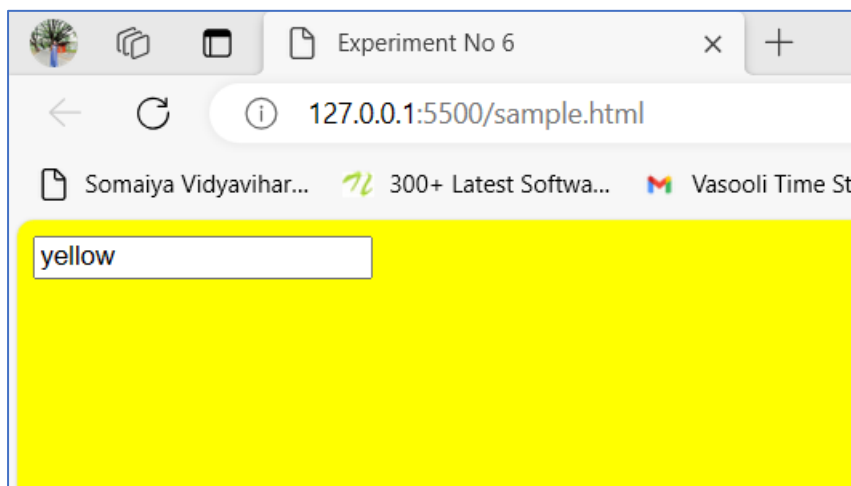 Experiment No 6
127.0.0.1:5500/sample.html
Somaiya Vidyavihar... 300+ Latest Softwa... Vasooli Time St
yellow